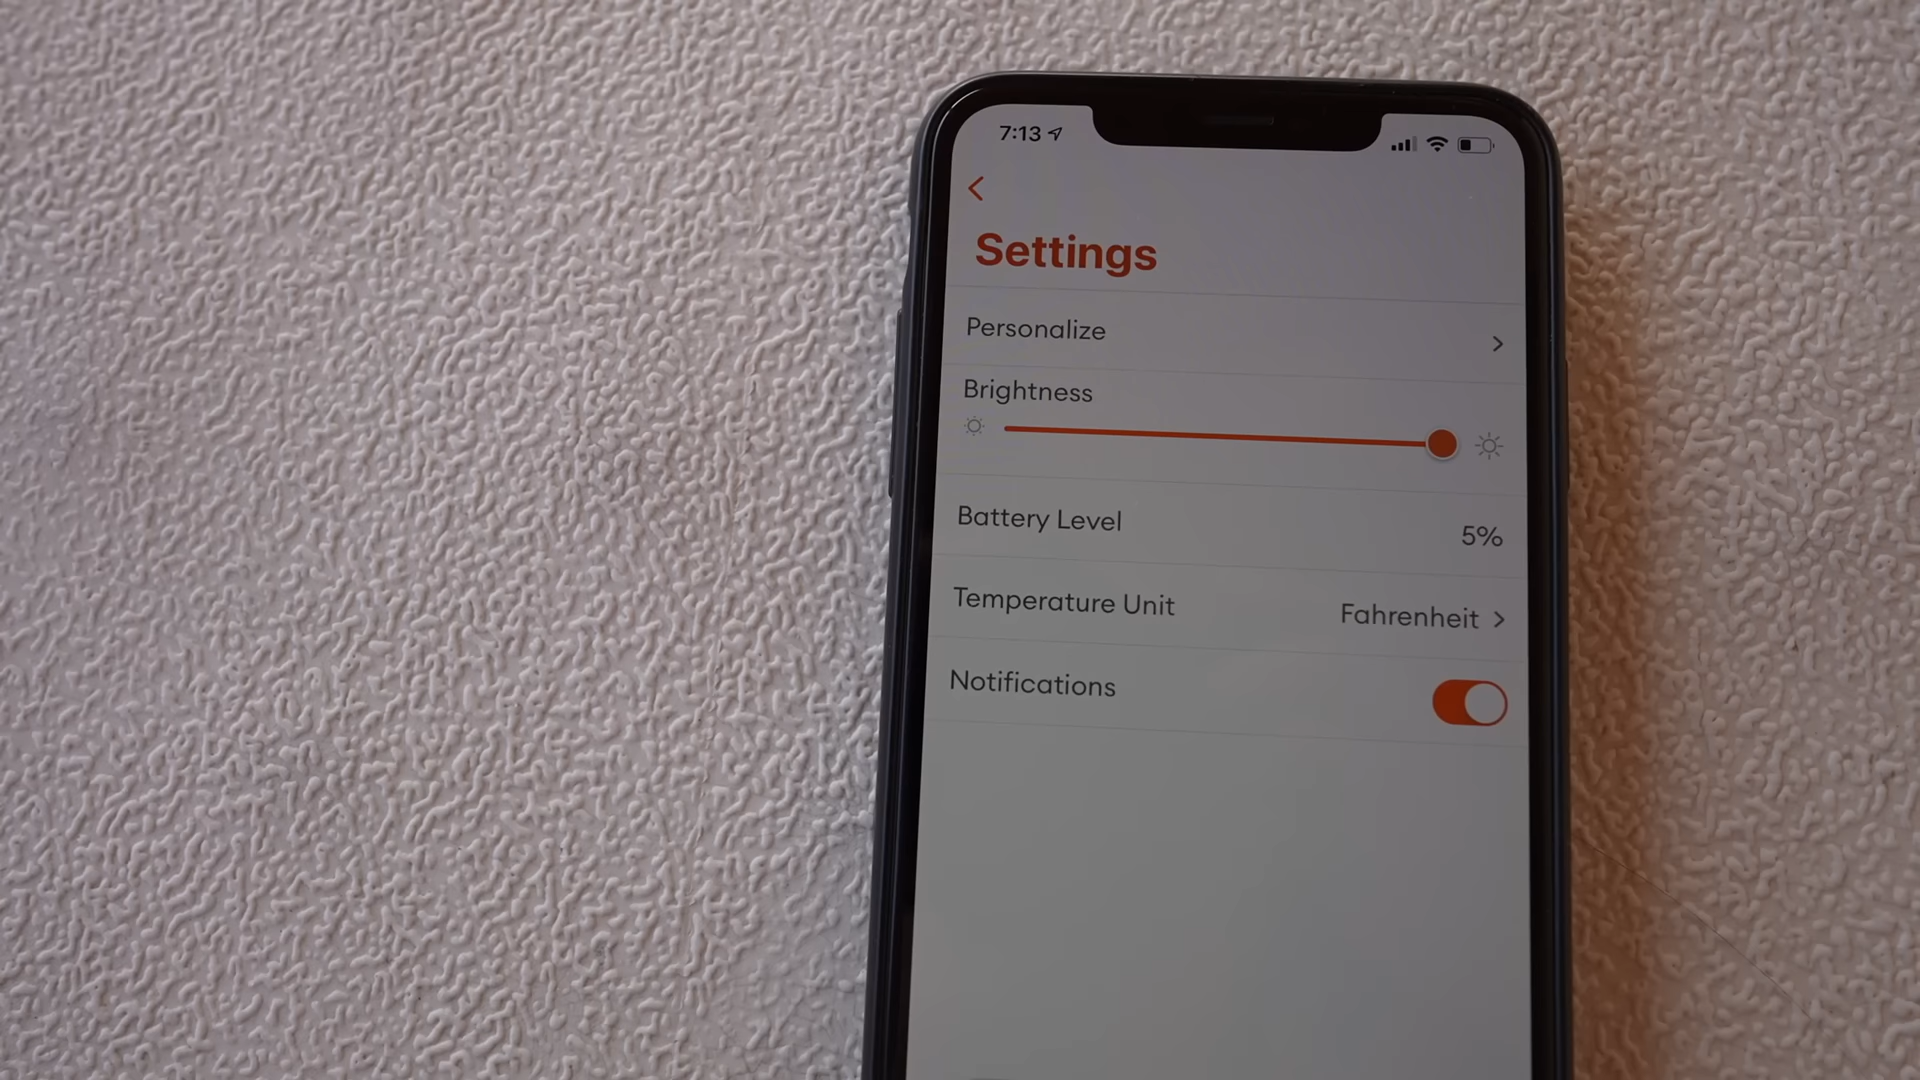 7:13
Settings
Personalize
Brightness
Battery Level 5%
Temperature Unit Fahrenheit
Notifications